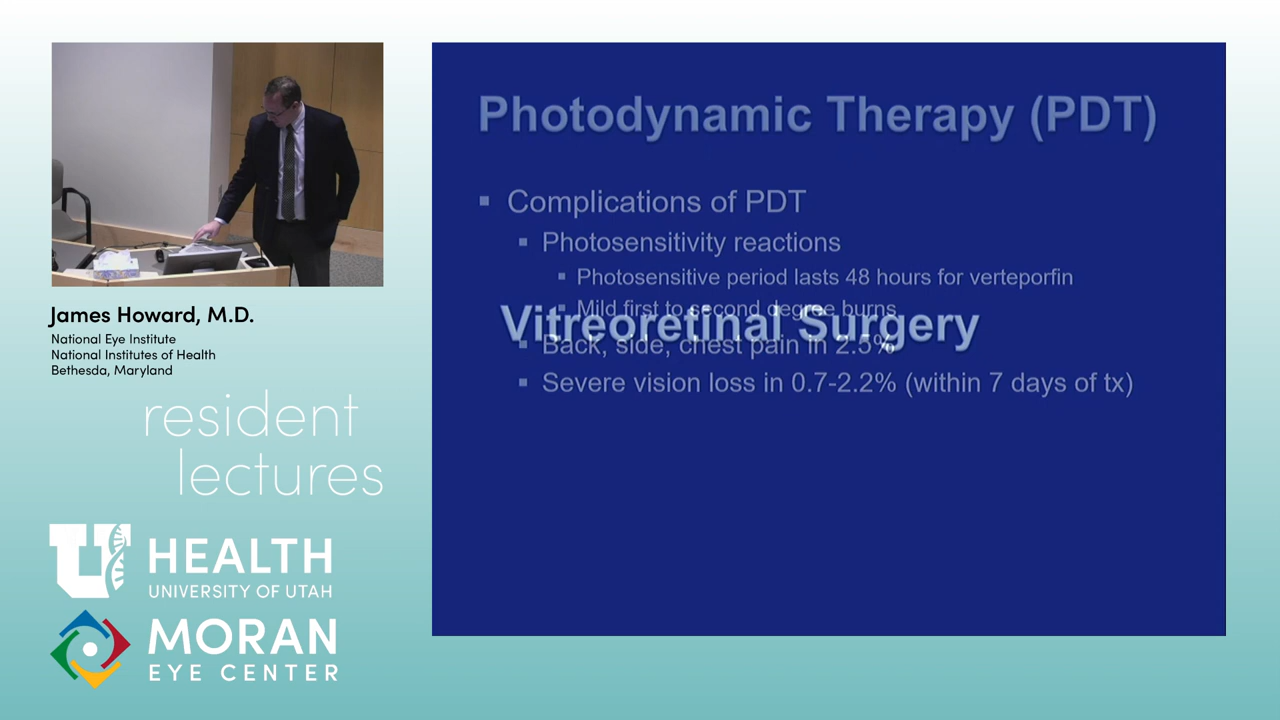 James Howard, M.D.
National Eye Institute
National Institutes of Health
Bethesda, Maryland
resident
lectures
U HEALTH
UNIVERSITY OF UTAH
MORAN
EYE CENTER
Photodynamic Therapy (PDT)
▪ Complications of PDT
▪ Photosensitivity reactions
▪ Photosensitive period lasts 48 hours for verteporfin
▪ Mild first to second degree burns
Vitreoretinal Surgery
▪ Back, side, chest pain in 2.5%
▪ Severe vision loss in 0.7-2.2% (within 7 days of tx)